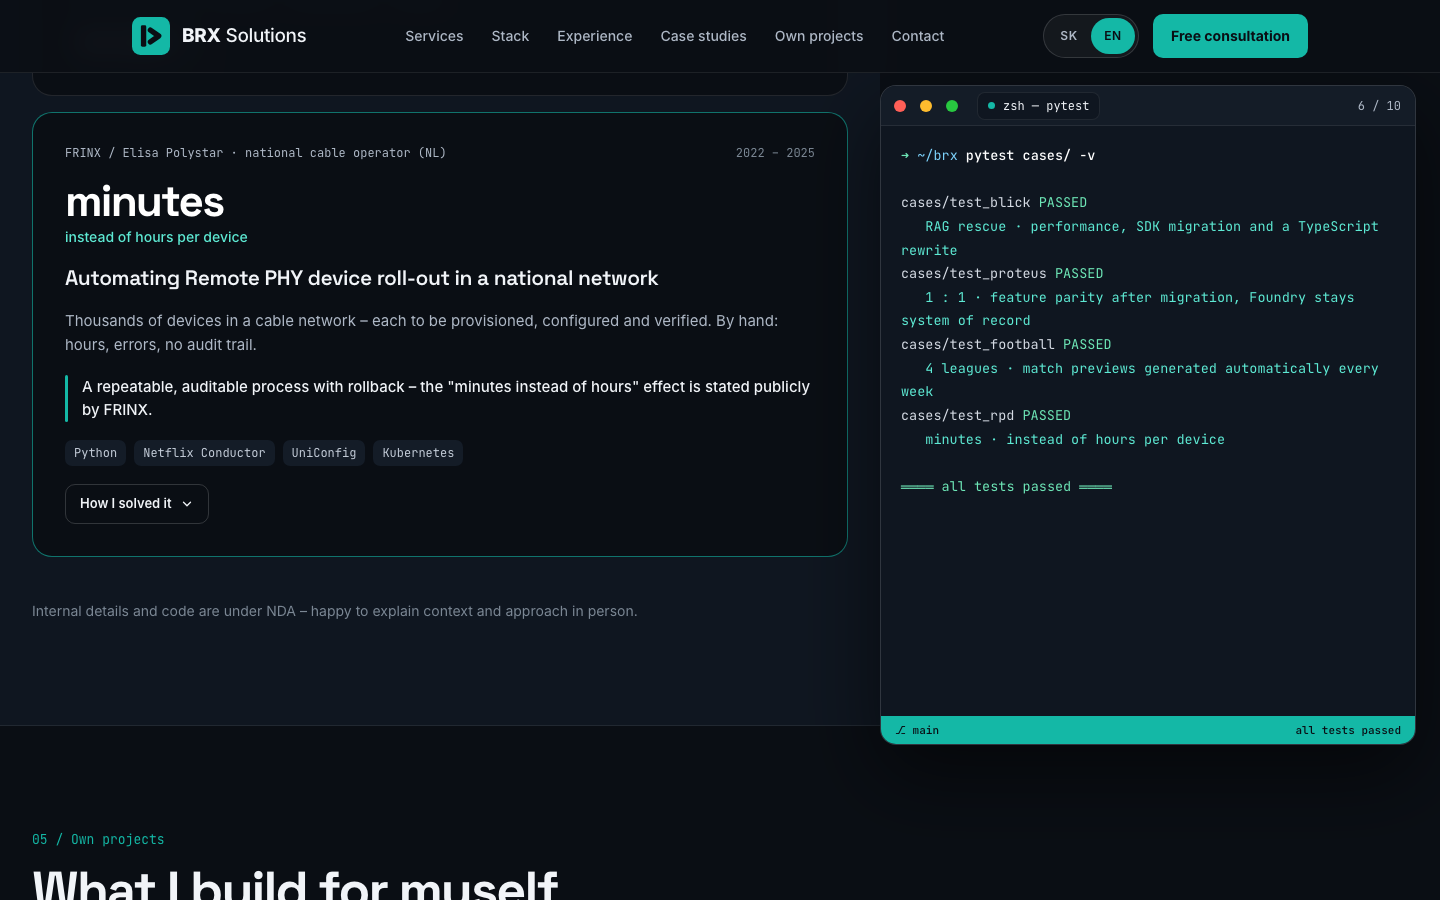 BRX Solutions
Services Stack Experience Case studies Own projects Contact
SK EN
Free consultation
FRINX / Elisa Polystar · national cable operator (NL)
2022 – 2025
minutes
instead of hours per device
Automating Remote PHY device roll-out in a national network
Thousands of devices in a cable network – each to be provisioned, configured and verified. By hand:
hours, errors, no audit trail.
A repeatable, auditable process with rollback – the "minutes instead of hours" effect is stated publicly
by FRINX.
Python Netflix Conductor UniConfig Kubernetes
How I solved it
Internal details and code are under NDA – happy to explain context and approach in person.
zsh — pytest
6 / 10
➜ ~/brx pytest cases/ -v
cases/test_blick PASSED
RAG rescue · performance, SDK migration and a TypeScript
rewrite
cases/test_proteus PASSED
1 : 1 · feature parity after migration, Foundry stays
system of record
cases/test_football PASSED
4 leagues · match previews generated automatically every
week
cases/test_rpd PASSED
minutes · instead of hours per device
════ all tests passed ════
⎇ main
all tests passed
05 / Own projects
What I build for myself